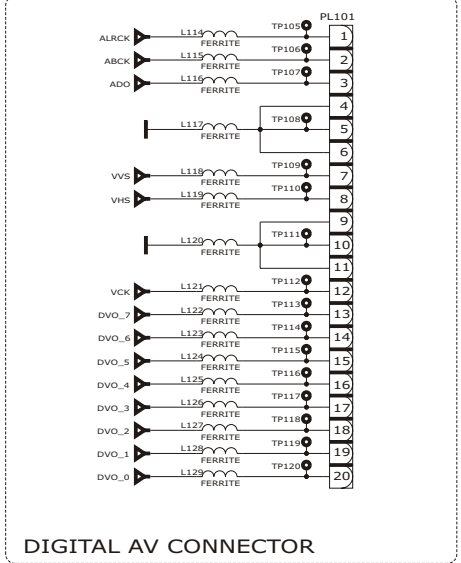 PL101
ALRCK L114 FERRITE TP105 1
ABCK L115 FERRITE TP106 2
ADO L116 FERRITE TP107 3
4
L117 FERRITE TP108 5
6
VVS L118 FERRITE TP109 7
VHS L119 FERRITE TP110 8
9
L120 FERRITE TP111 10
11
VCK L121 FERRITE TP112 12
DVO_7 L122 FERRITE TP113 13
DVO_6 L123 FERRITE TP114 14
DVO_5 L124 FERRITE TP115 15
DVO_4 L125 FERRITE TP116 16
DVO_3 L126 FERRITE TP117 17
DVO_2 L127 FERRITE TP118 18
DVO_1 L128 FERRITE TP119 19
DVO_0 L129 FERRITE TP120 20
DIGITAL AV CONNECTOR